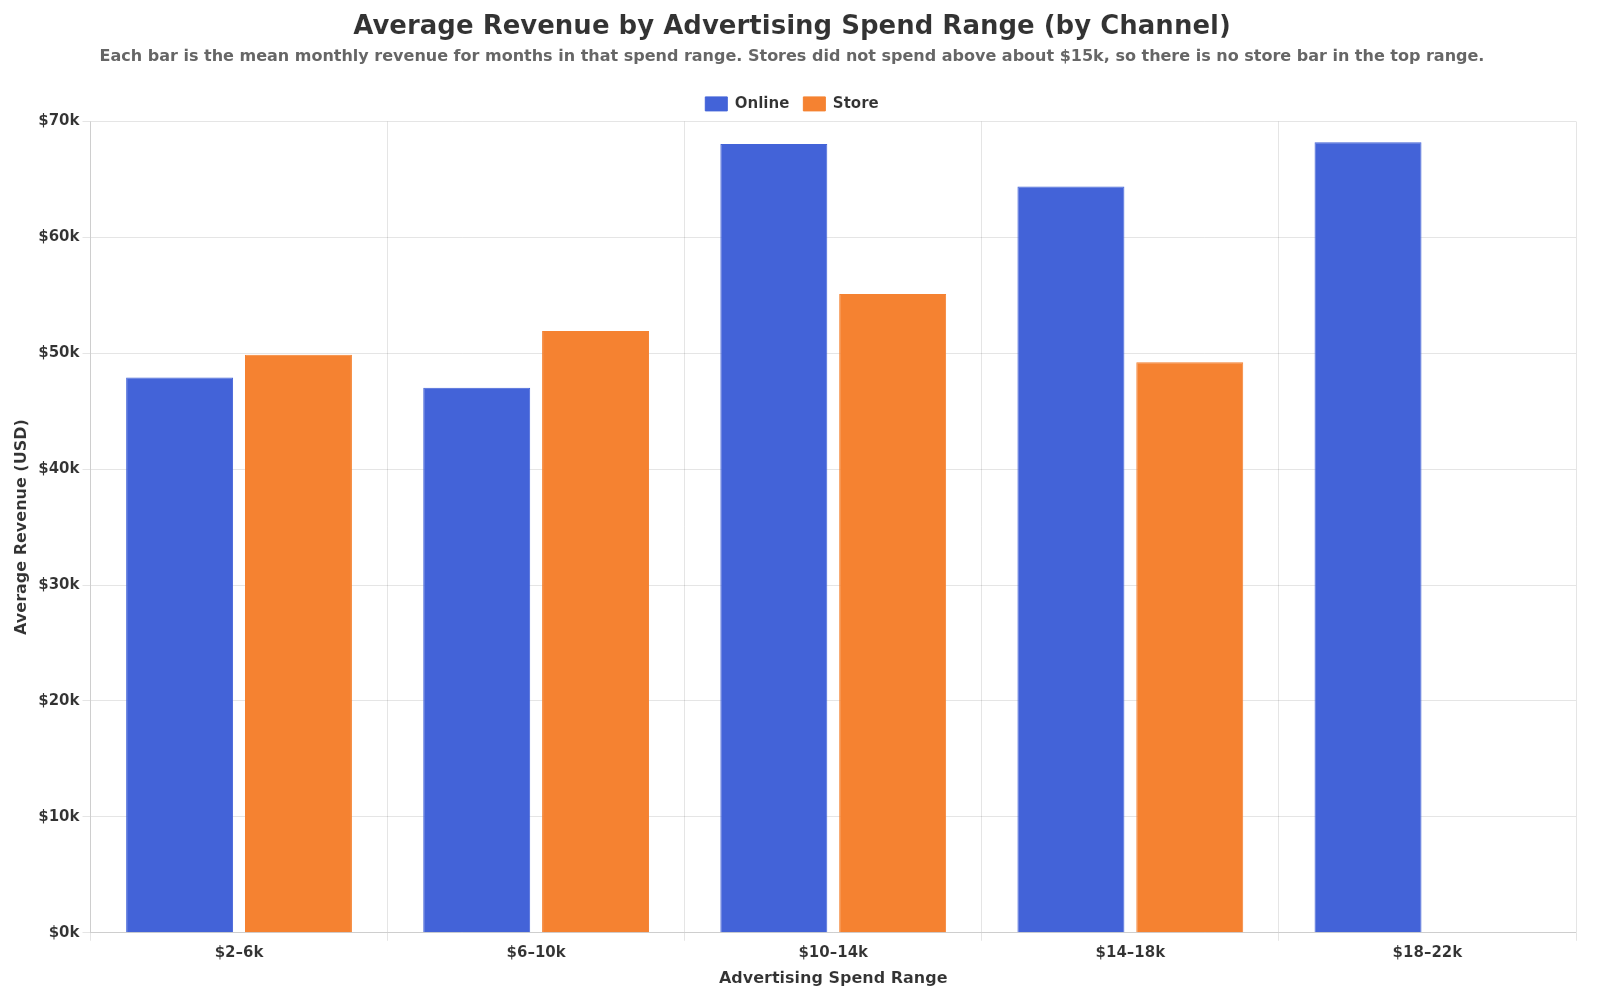 Average Revenue by Advertising Spend Range (by Channel)
Each bar is the mean monthly revenue for months in that spend range. Stores did not spend above about $15k, so there is no store bar in the top range.
Online
Store
Average Revenue (USD)
$70k
$60k
$50k
$40k
$30k
$20k
$10k
$0k
$2–6k
$6–10k
$10–14k
$14–18k
$18–22k
Advertising Spend Range